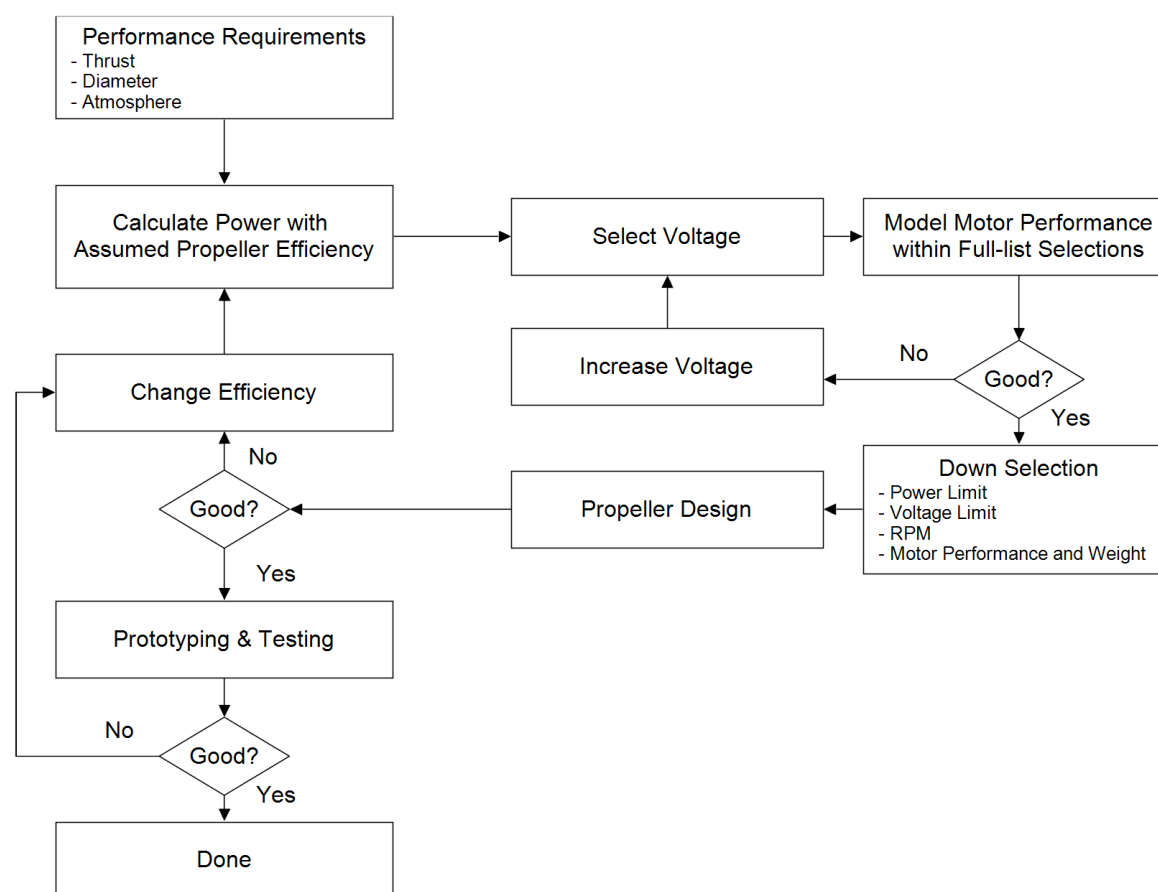 Performance Requirements
- Thrust
- Diameter
- Atmosphere
Calculate Power with
Assumed Propeller Efficiency
Select Voltage
Model Motor Performance
within Full-list Selections
Increase Voltage
No
Good?
Yes
Change Efficiency
Down Selection
- Power Limit
- Voltage Limit
- RPM
- Motor Performance and Weight
Propeller Design
No
Good?
Yes
Prototyping & Testing
No
Good?
Yes
Done